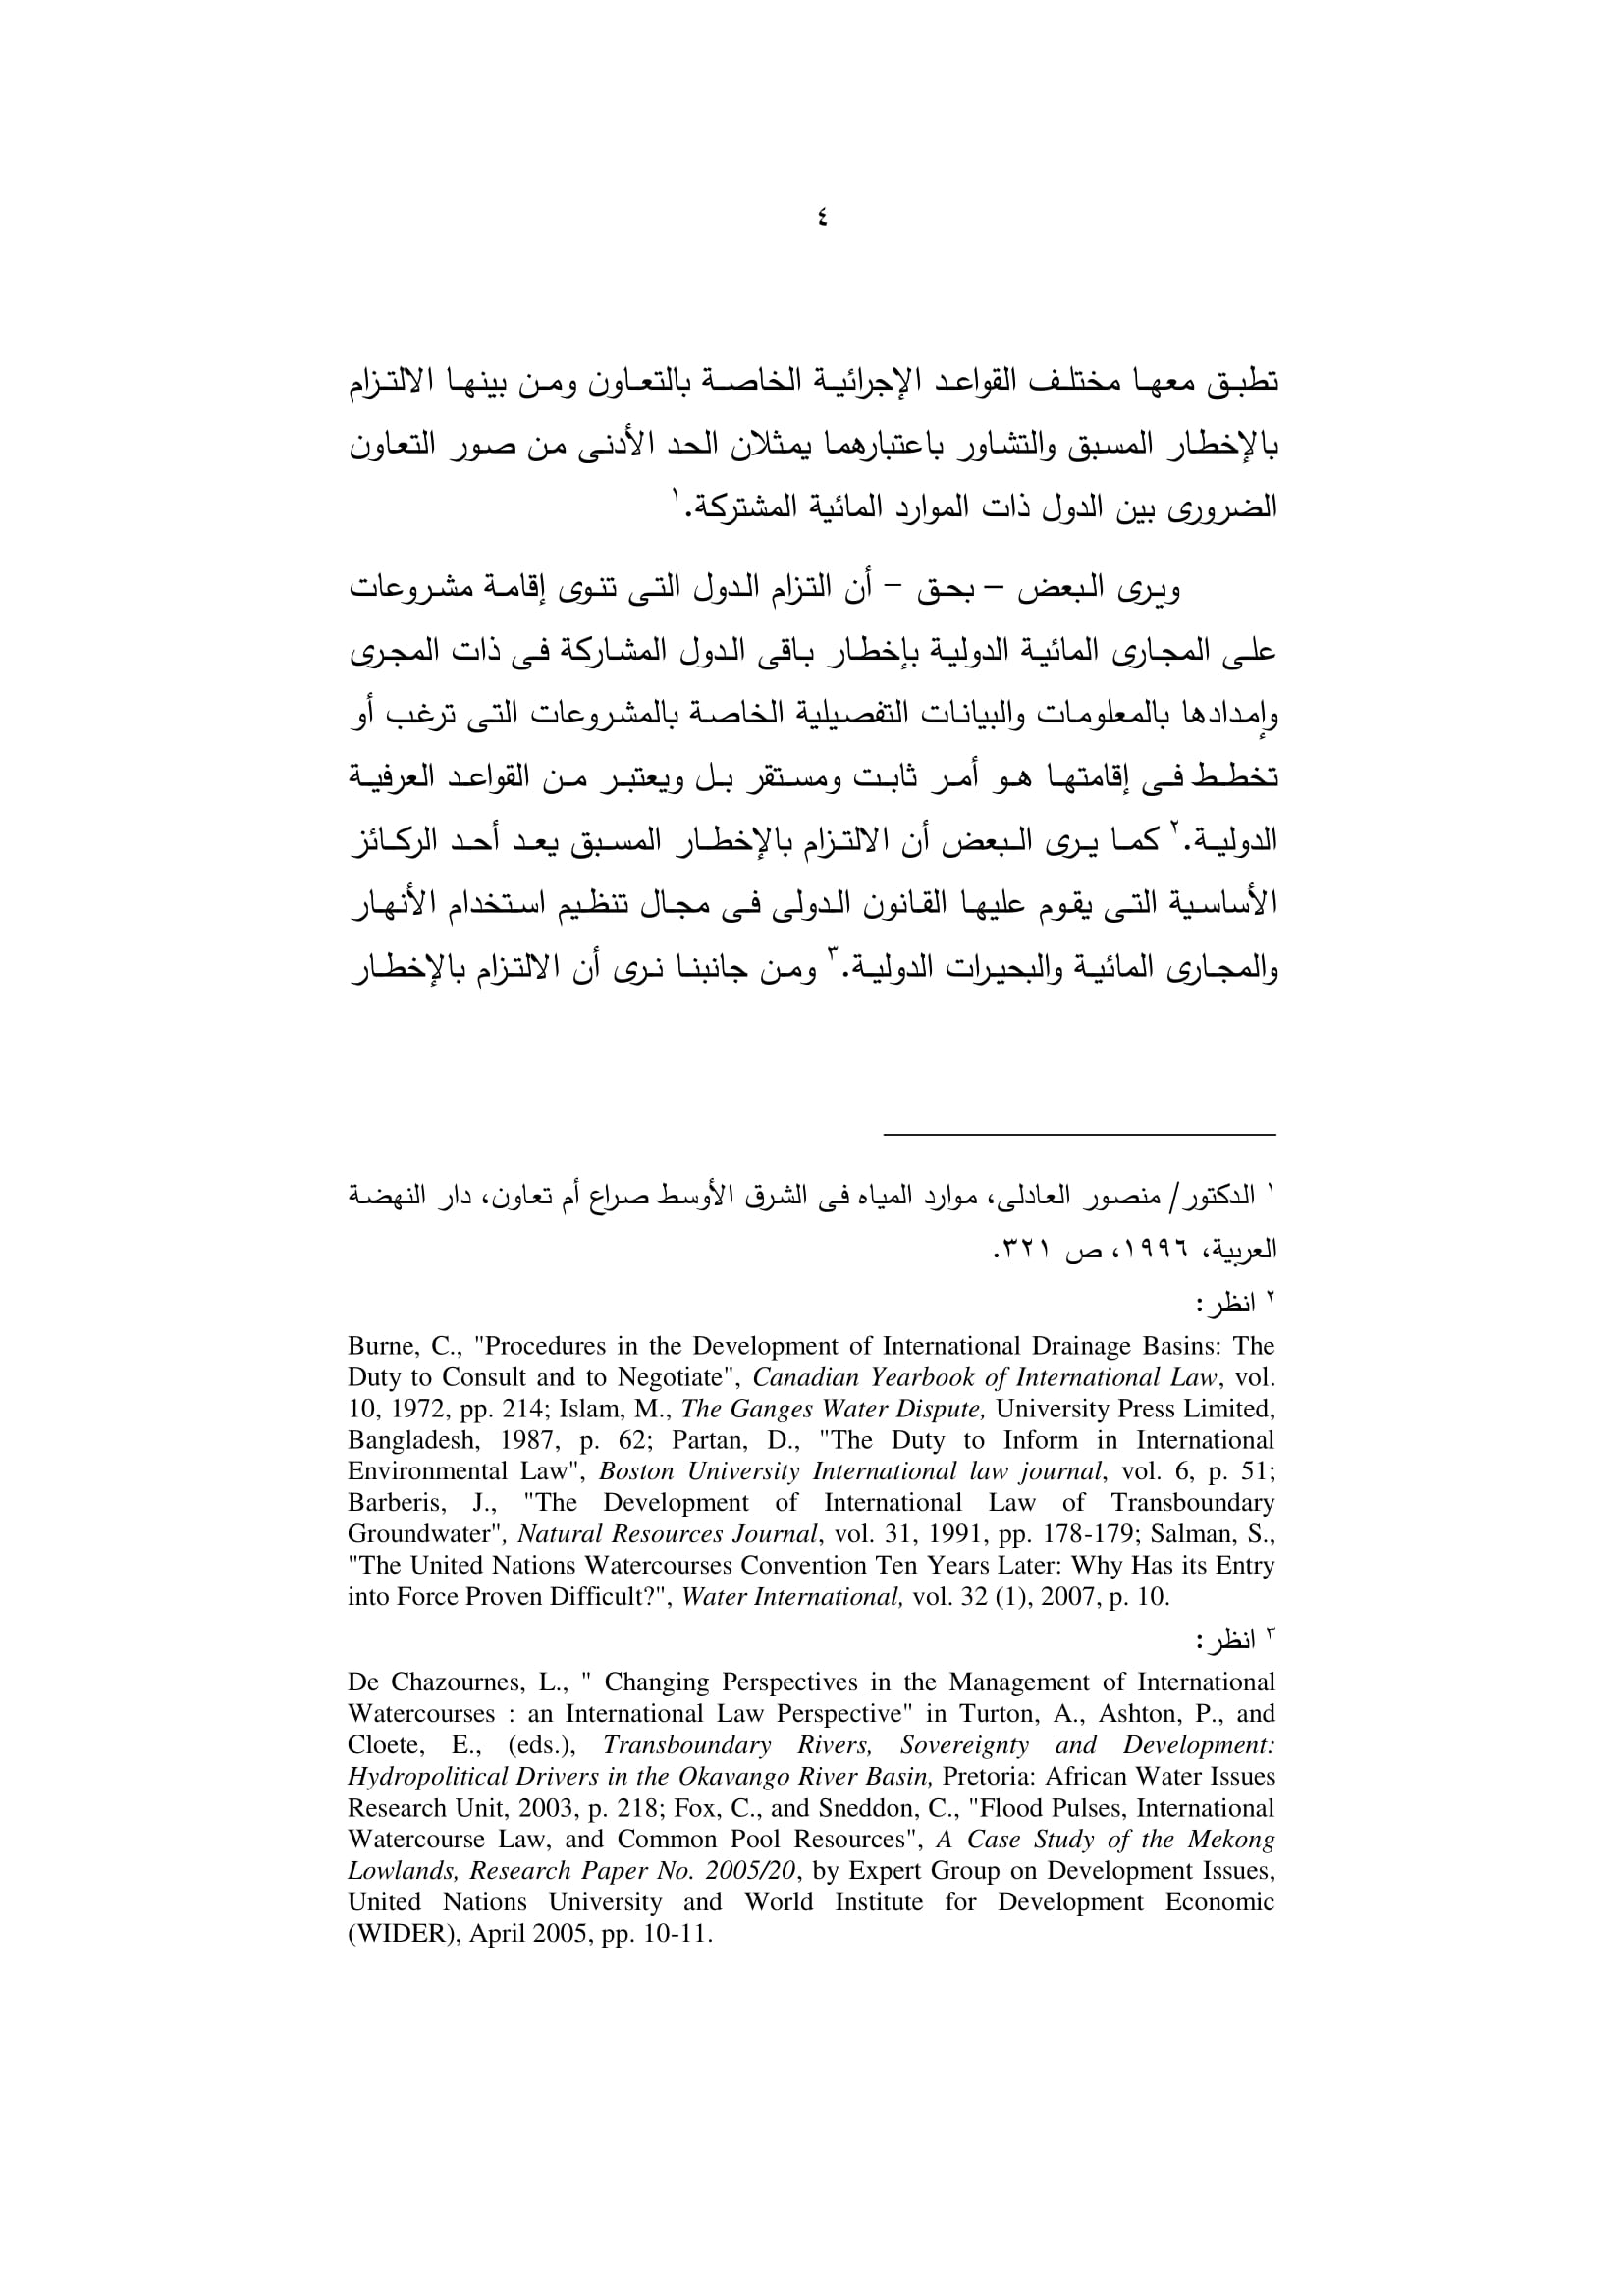 ٤
تطبق معها مختلف القواعد الإجرائية الخاصة بالتعاون ومن بينها الالتزام
بالإخطار المسبق والتشاور باعتبارهما يمثلان الحد الأدنى من صور التعاون
الضرورى بين الدول ذات الموارد المائية المشتركة.١
ويرى البعض – بحق – أن التزام الدول التى تنوى إقامة مشروعات
على المجارى المائية الدولية بإخطار باقى الدول المشاركة فى ذات المجرى
وإمدادها بالمعلومات والبيانات التفصيلية الخاصة بالمشروعات التى ترغب أو
تخطط فى إقامتها هو أمر ثابت ومستقر بل ويعتبر من القواعد العرفية
الدولية.٢ كما يرى البعض أن الالتزام بالإخطار المسبق يعد أحد الركائز
الأساسية التى يقوم عليها القانون الدولى فى مجال تنظيم استخدام الأنهار
والمجارى المائية والبحيرات الدولية.٣ ومن جانبنا نرى أن الالتزام بالإخطار
١ الدكتور/ منصور العادلى، موارد المياه فى الشرق الأوسط صراع أم تعاون، دار النهضة
العربية، ١٩٩٦، ص ٣٢١.
٢ انظر:
Burne, C., "Procedures in the Development of International Drainage Basins: The
Duty to Consult and to Negotiate", Canadian Yearbook of International Law, vol.
10, 1972, pp. 214; Islam, M., The Ganges Water Dispute, University Press Limited,
Bangladesh, 1987, p. 62; Partan, D., "The Duty to Inform in International
Environmental Law", Boston University International law journal, vol. 6, p. 51;
Barberis, J., "The Development of International Law of Transboundary
Groundwater", Natural Resources Journal, vol. 31, 1991, pp. 178-179; Salman, S.,
"The United Nations Watercourses Convention Ten Years Later: Why Has its Entry
into Force Proven Difficult?", Water International, vol. 32 (1), 2007, p. 10.
٣ انظر:
De Chazournes, L., " Changing Perspectives in the Management of International
Watercourses : an International Law Perspective" in Turton, A., Ashton, P., and
Cloete, E., (eds.), Transboundary Rivers, Sovereignty and Development:
Hydropolitical Drivers in the Okavango River Basin, Pretoria: African Water Issues
Research Unit, 2003, p. 218; Fox, C., and Sneddon, C., "Flood Pulses, International
Watercourse Law, and Common Pool Resources", A Case Study of the Mekong
Lowlands, Research Paper No. 2005/20, by Expert Group on Development Issues,
United Nations University and World Institute for Development Economic
(WIDER), April 2005, pp. 10-11.